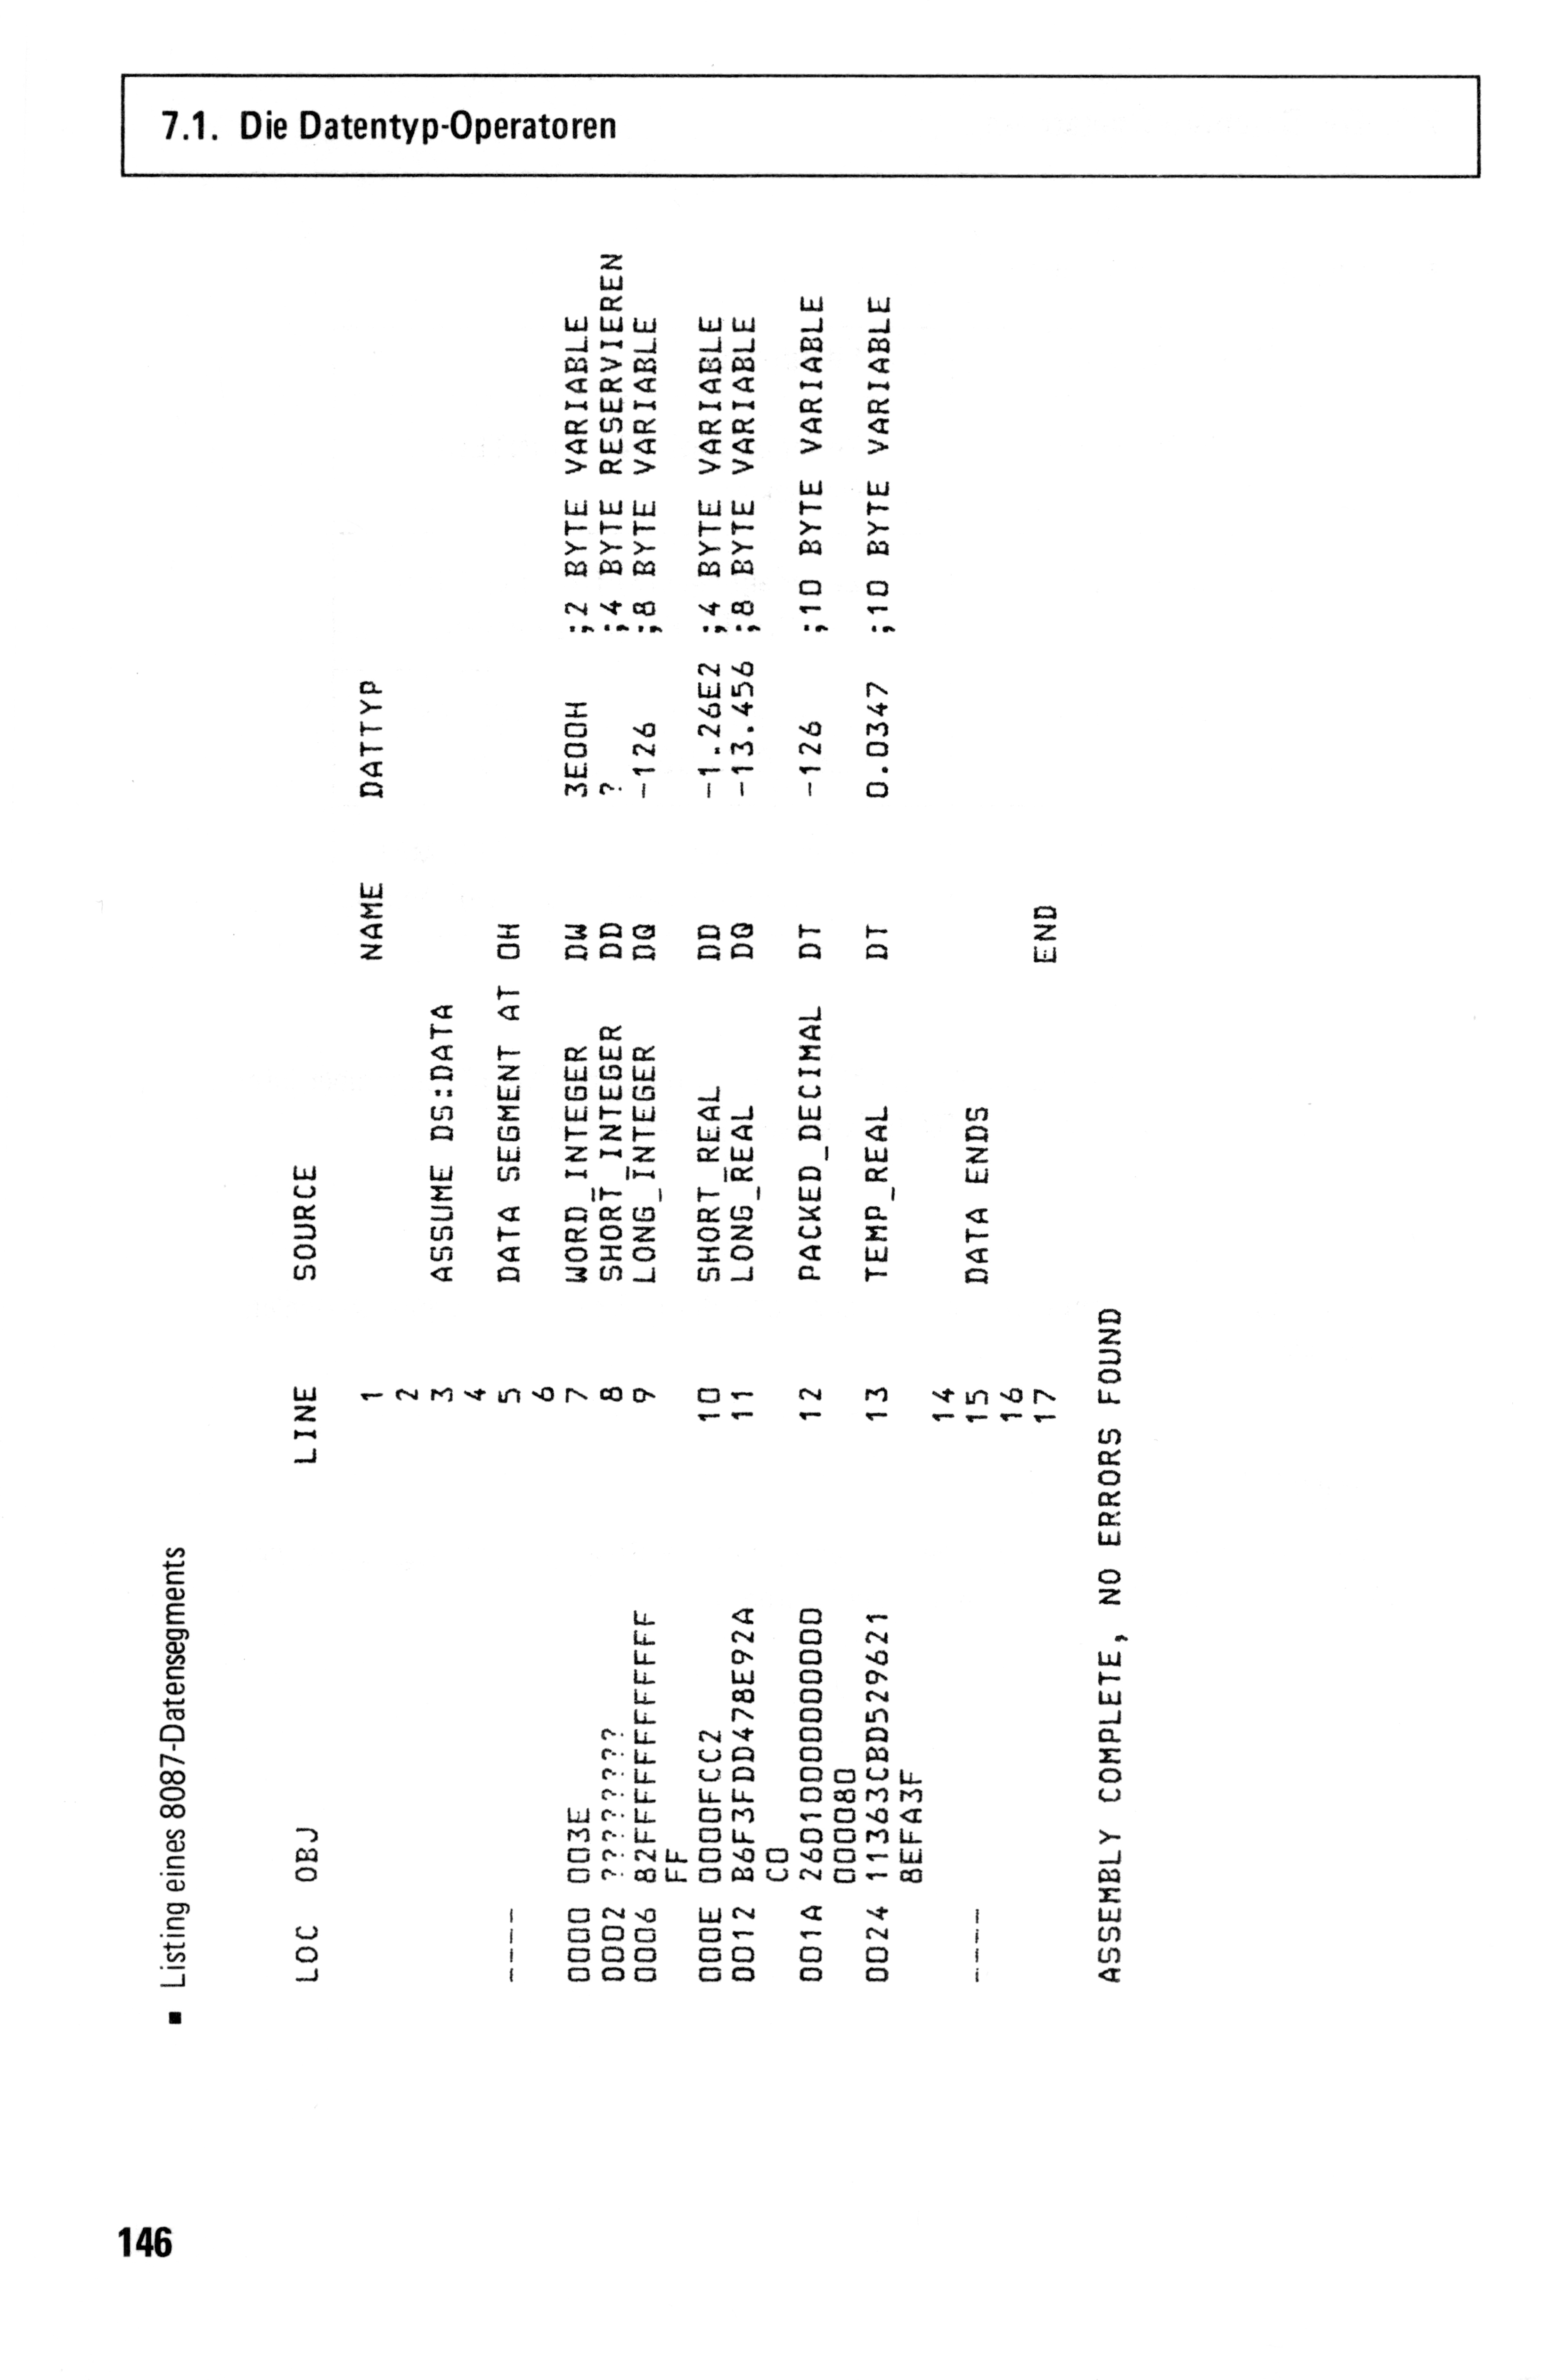 7.1. Die Datentyp-Operatoren
▪ Listing eines 8087-Datensegments
LOC  OBJ                  LINE     SOURCE
                             1                     NAME    DATTYP
                             2
                             3     ASSUME DS:DATA
                             4
----                         5     DATA SEGMENT AT 0H
                             6
0000 003E                    7     WORD_INTEGER    DW      3E00H   ;2 BYTE VARIABLE
0002 ????????                8     SHORT_INTEGER   DD      ?       ;4 BYTE RESERVIEREN
0006 82FFFFFFFFFFFF          9     LONG_INTEGER    DQ      -126    ;8 BYTE VARIABLE
     FF
000E 0000FCC2               10     SHORT_REAL      DD      -1.26E2 ;4 BYTE VARIABLE
0012 B6F3FDD478E92A         11     LONG_REAL       DQ      -13.456 ;8 BYTE VARIABLE
     C0
001A 26010000000000         12     PACKED_DECIMAL  DT      -126    ;10 BYTE VARIABLE
     000080
0024 11363CBD529621         13     TEMP_REAL       DT      0.0347  ;10 BYTE VARIABLE
     8EFA3F
                            14
----                        15     DATA ENDS
                            16
                            17                     END
ASSEMBLY COMPLETE, NO ERRORS FOUND
146